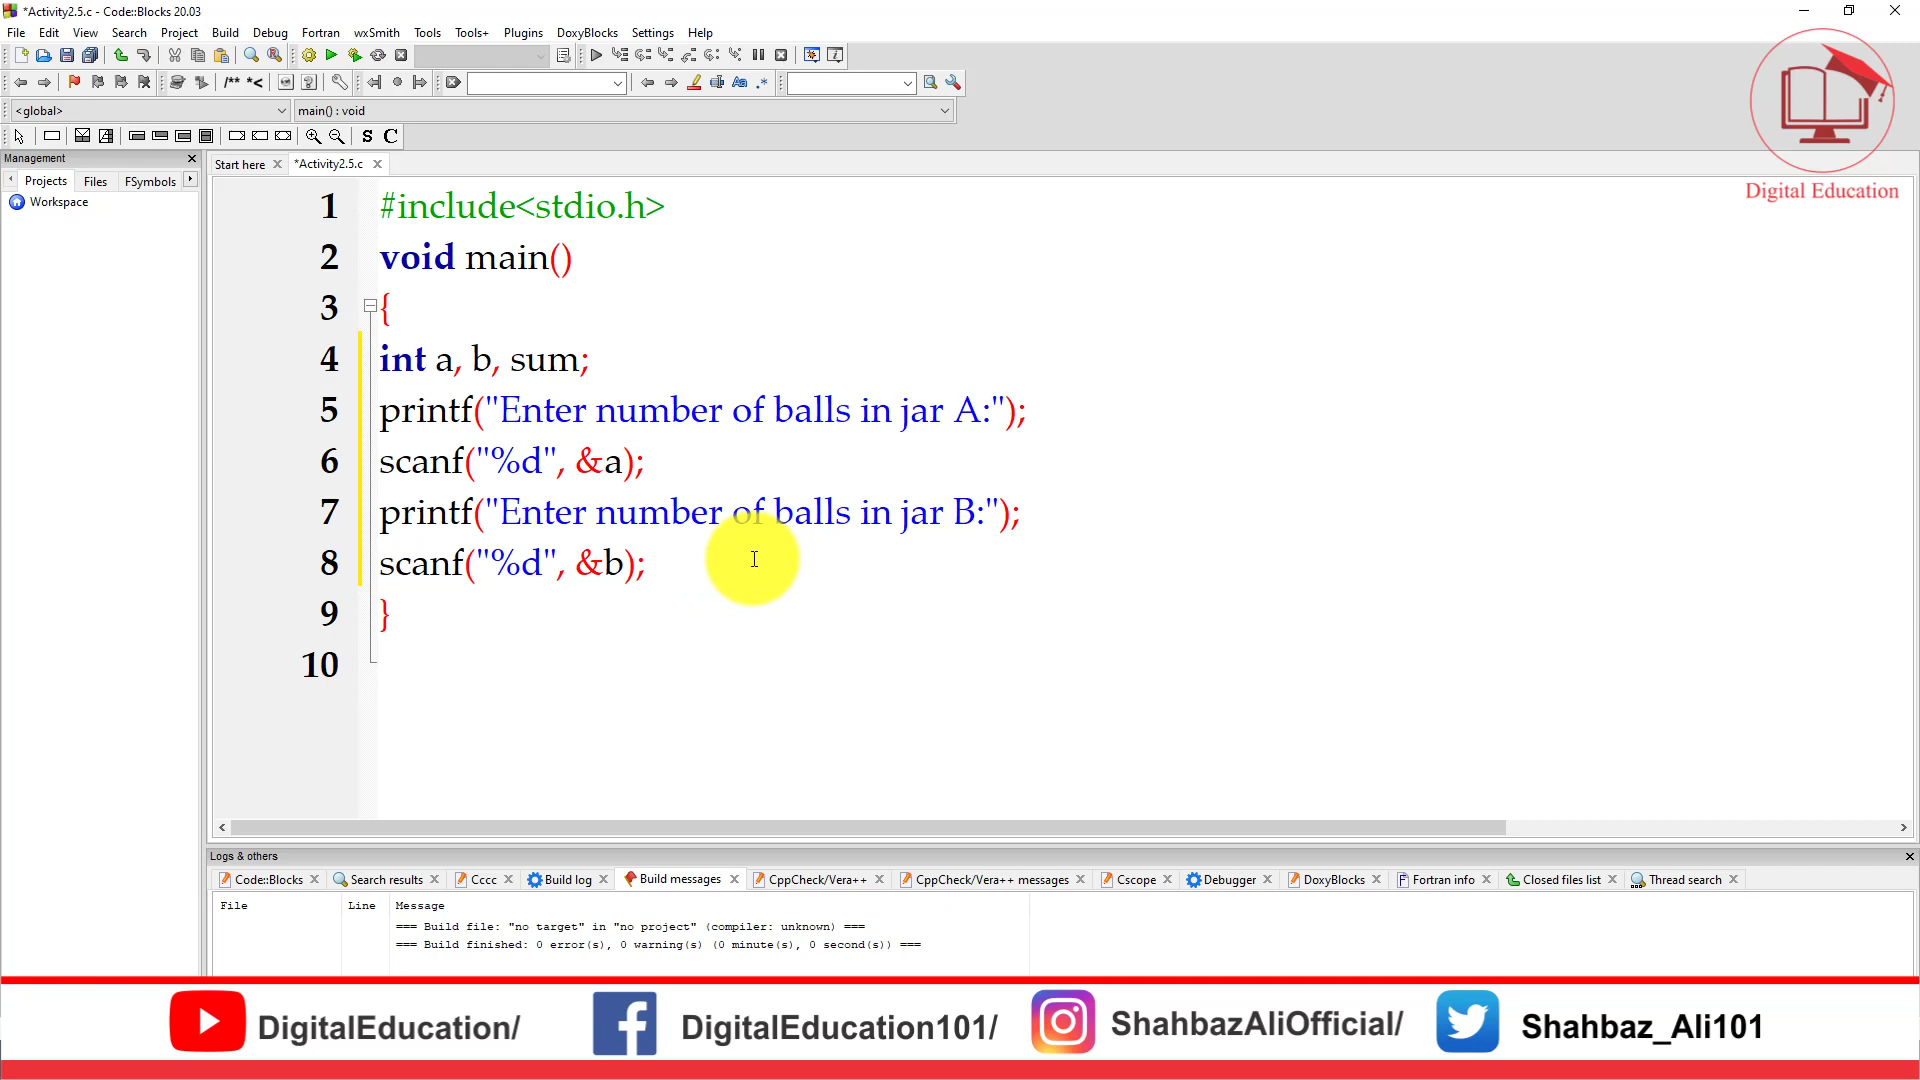 *Activity2.5.c - Code::Blocks 20.03
File Edit View Search Project Build Debug Fortran wxSmith Tools Tools+ Plugins DoxyBlocks Settings Help
/** *<
Aa .*
<global> main() : void
S C
Management
Projects Files FSymbols
Workspace
Start here *Activity2.5.c
Digital Education
1 #include<stdio.h>
2 void main()
3 {
4 int a, b, sum;
5 printf("Enter number of balls in jar A:");
6 scanf("%d", &a);
7 printf("Enter number of balls in jar B:");
8 scanf("%d", &b);
9 }
10
Logs & others
Code::Blocks Search results Cccc Build log Build messages CppCheck/Vera++ CppCheck/Vera++ messages Cscope Debugger DoxyBlocks Fortran info Closed files list Thread search
File Line Message
=== Build file: "no target" in "no project" (compiler: unknown) ===
=== Build finished: 0 error(s), 0 warning(s) (0 minute(s), 0 second(s)) ===
DigitalEducation/ DigitalEducation101/ ShahbazAliOfficial/ Shahbaz_Ali101